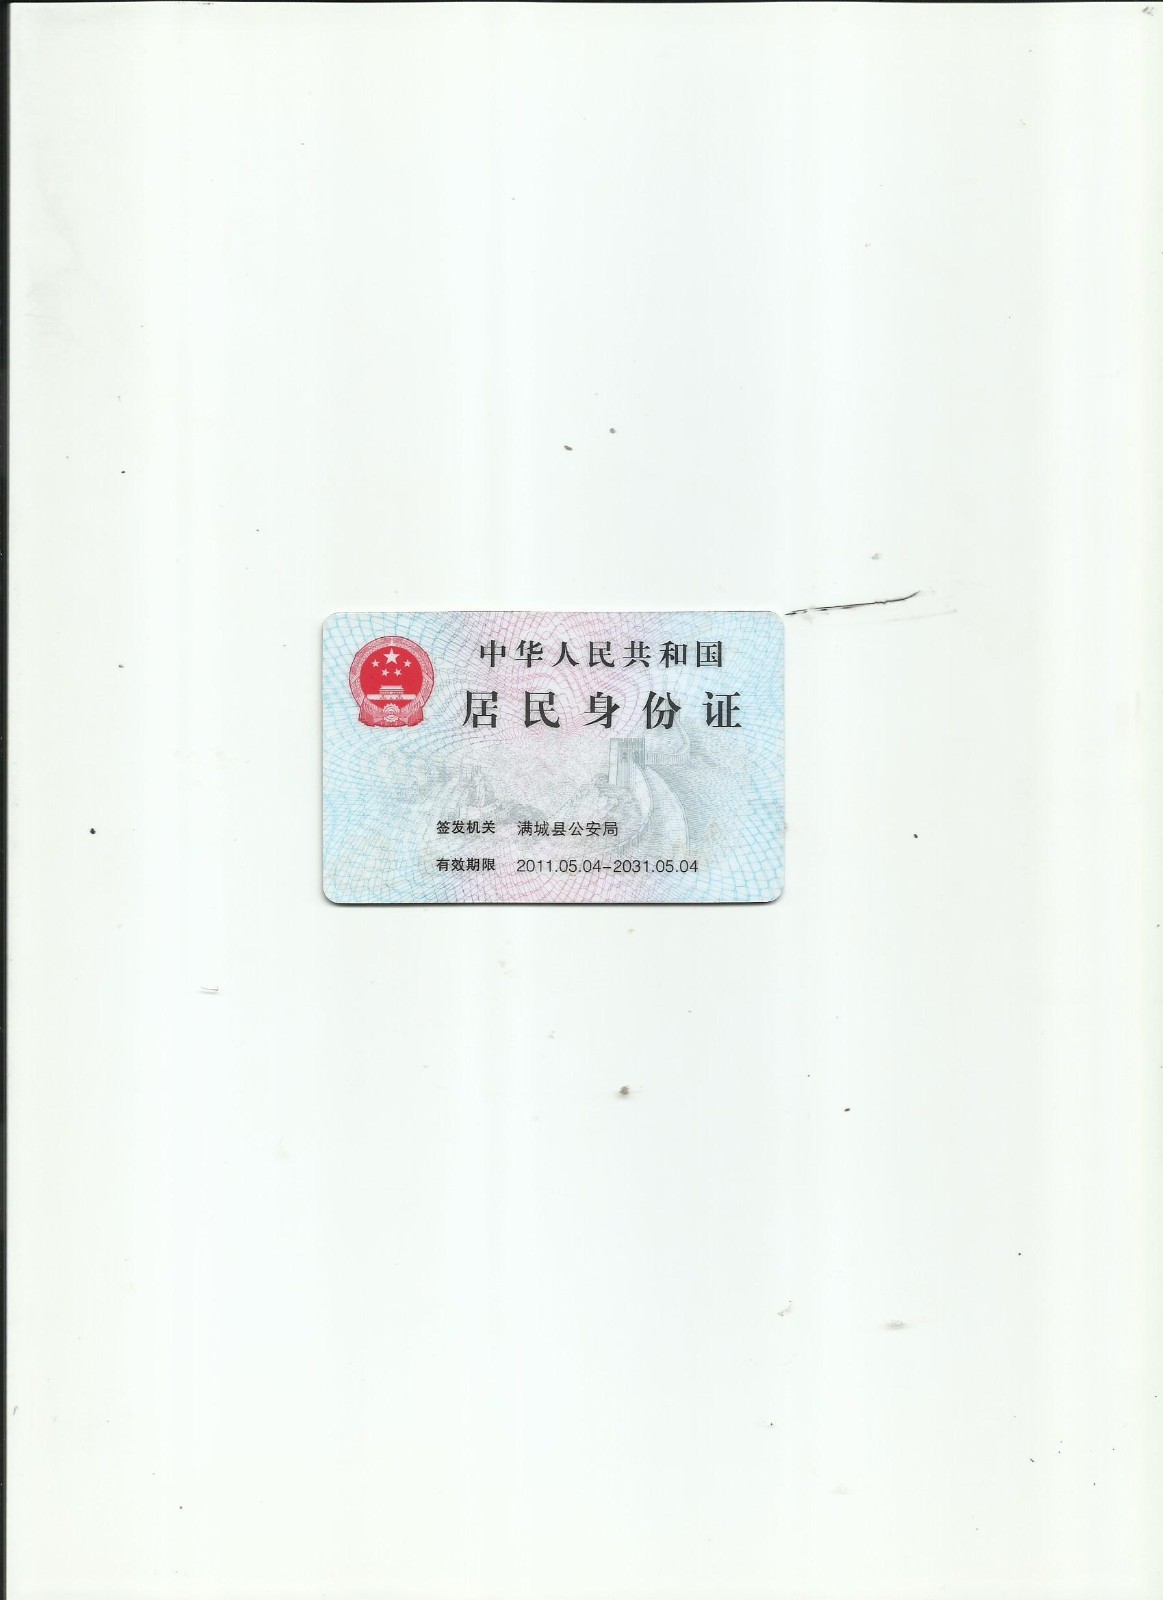 中华人民共和国
居民身份证
签发机关 满城县公安局
有效期限 2011.05.04-2031.05.04